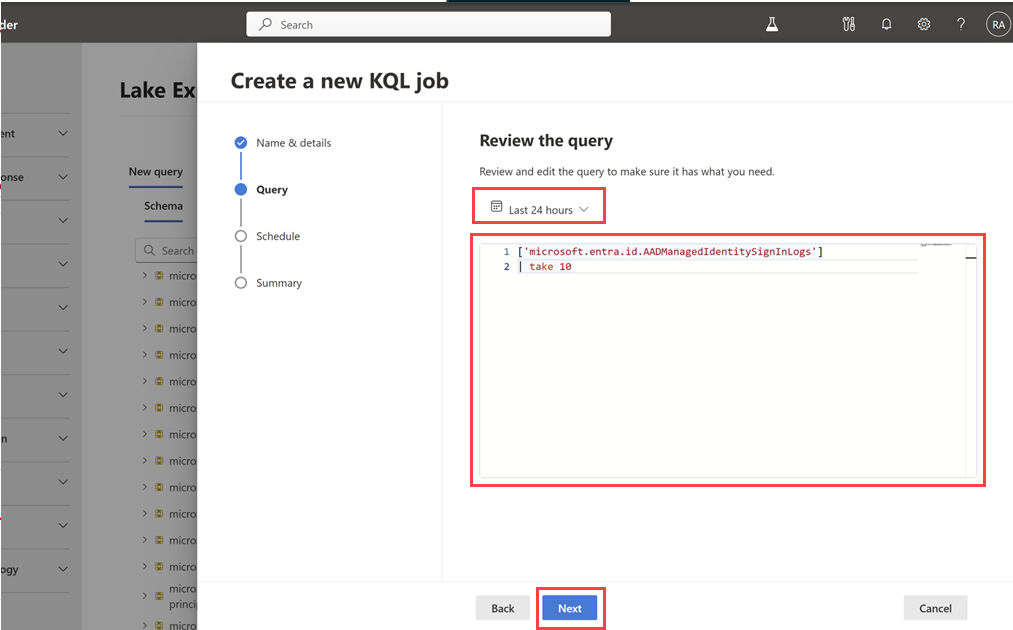 der
Search
RA
Create a new KQL job
Lake Ex
ent
onse
n
ogy
New query
Schema
Search
micro
micro
micro
micro
micro
micro
micro
micro
micro
micro
micro
micro
micro
princi
micro
Name & details
Query
Schedule
Summary
Review the query
Review and edit the query to make sure it has what you need.
Last 24 hours
1 ['microsoft.entra.id.AADManagedIdentitySignInLogs']
2 | take 10
Back
Next
Cancel